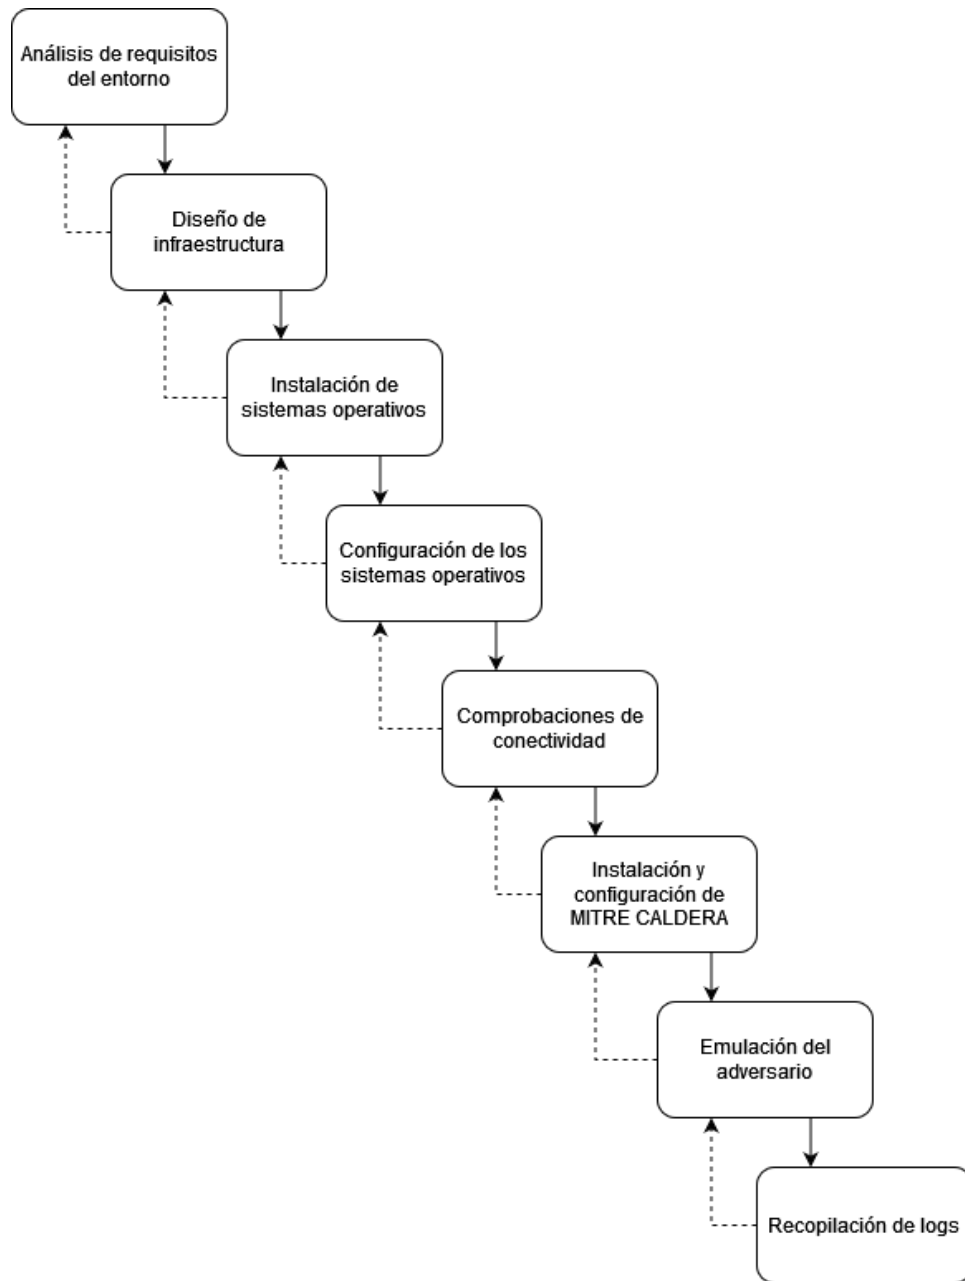 Análisis de requisitos
del entorno
Diseño de
infraestructura
Instalación de
sistemas operativos
Configuración de los
sistemas operativos
Comprobaciones de
conectividad
Instalación y
configuración de
MITRE CALDERA
Emulación del
adversario
Recopilación de logs